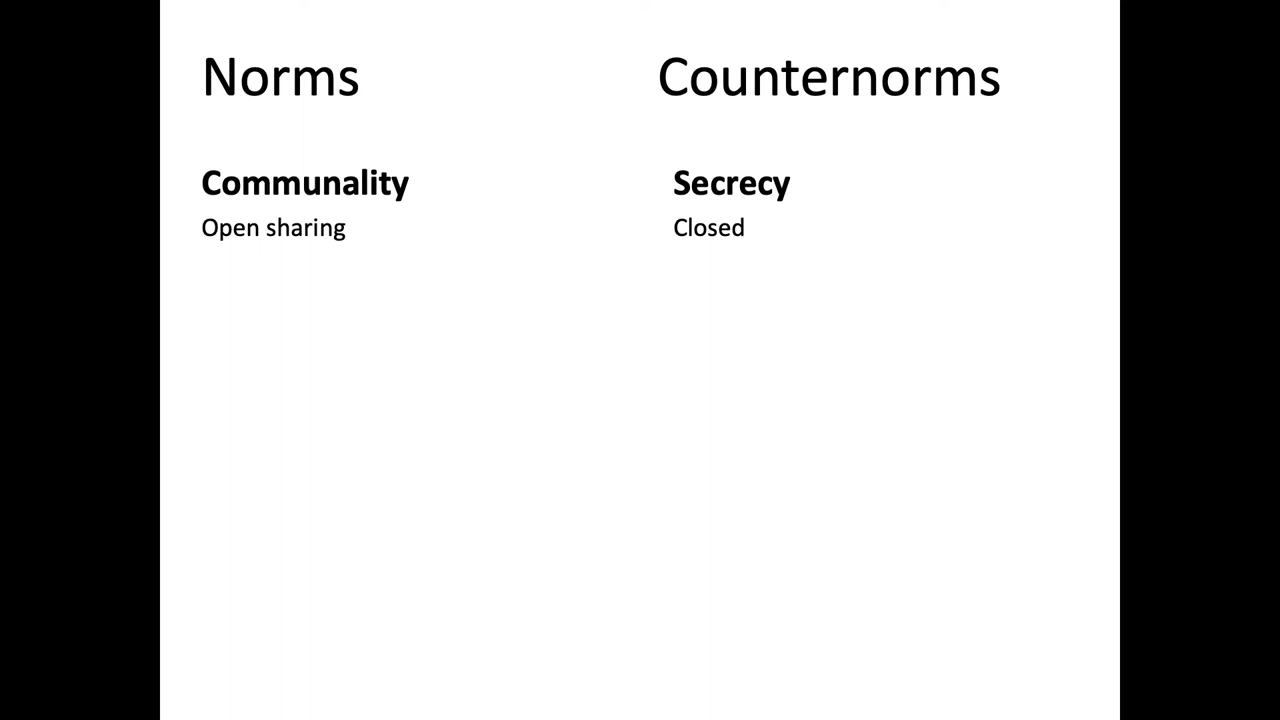 Norms
Counternorms
Communality
Secrecy
Open sharing
Closed